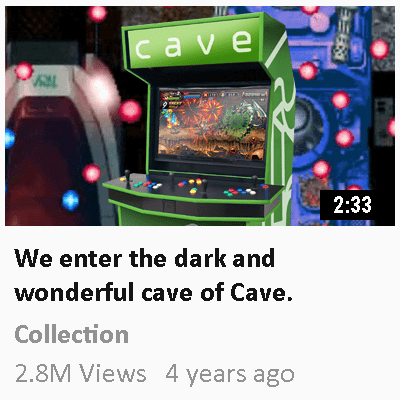 cave
2:33
We enter the dark and
wonderful cave of Cave.
Collection
2.8M Views 4 years ago